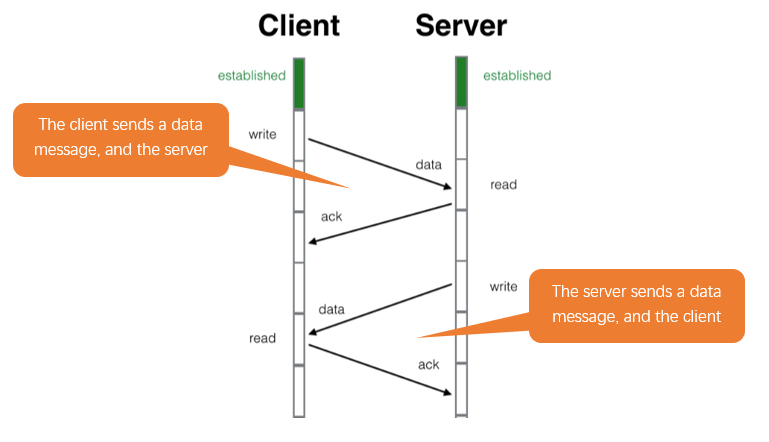 Client Server
established established
The client sends a data
message, and the server
write
data
read
ack
write
The server sends a data
message, and the client
data
read
ack